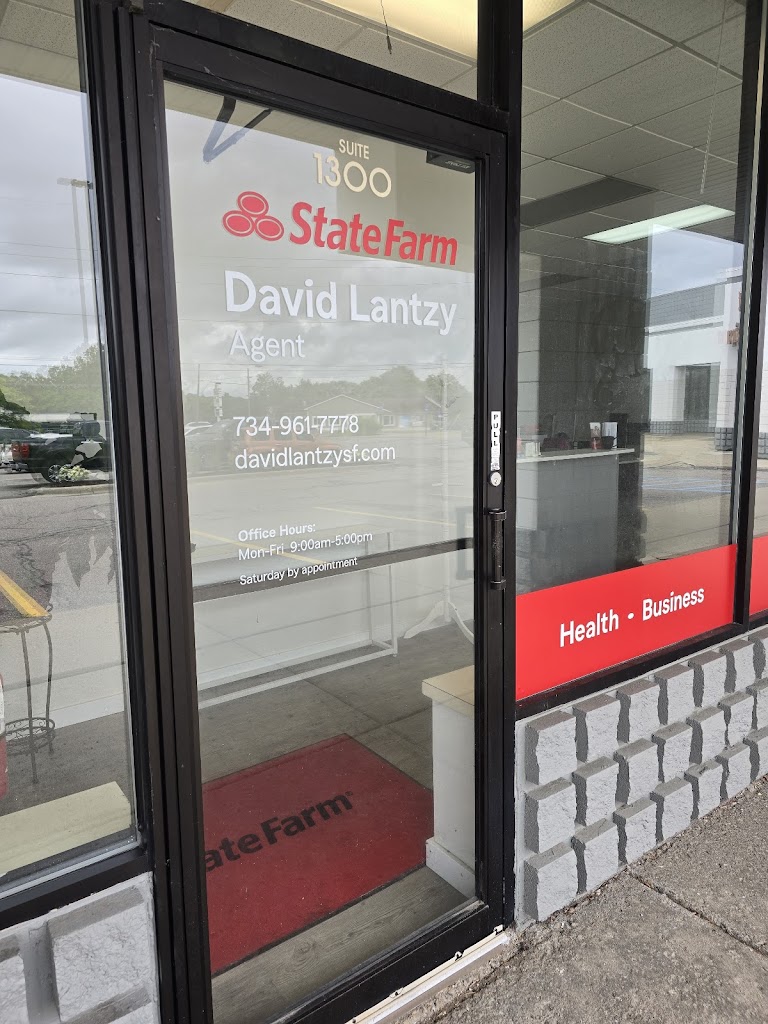 SUITE
1300
StateFarm
David Lantzy
Agent
734-961-7778
davidlantzysf.com
PULL
Office Hours:
Mon-Fri 9:00am-5:00pm
Saturday by appointment
Health • Business
ateFarm®